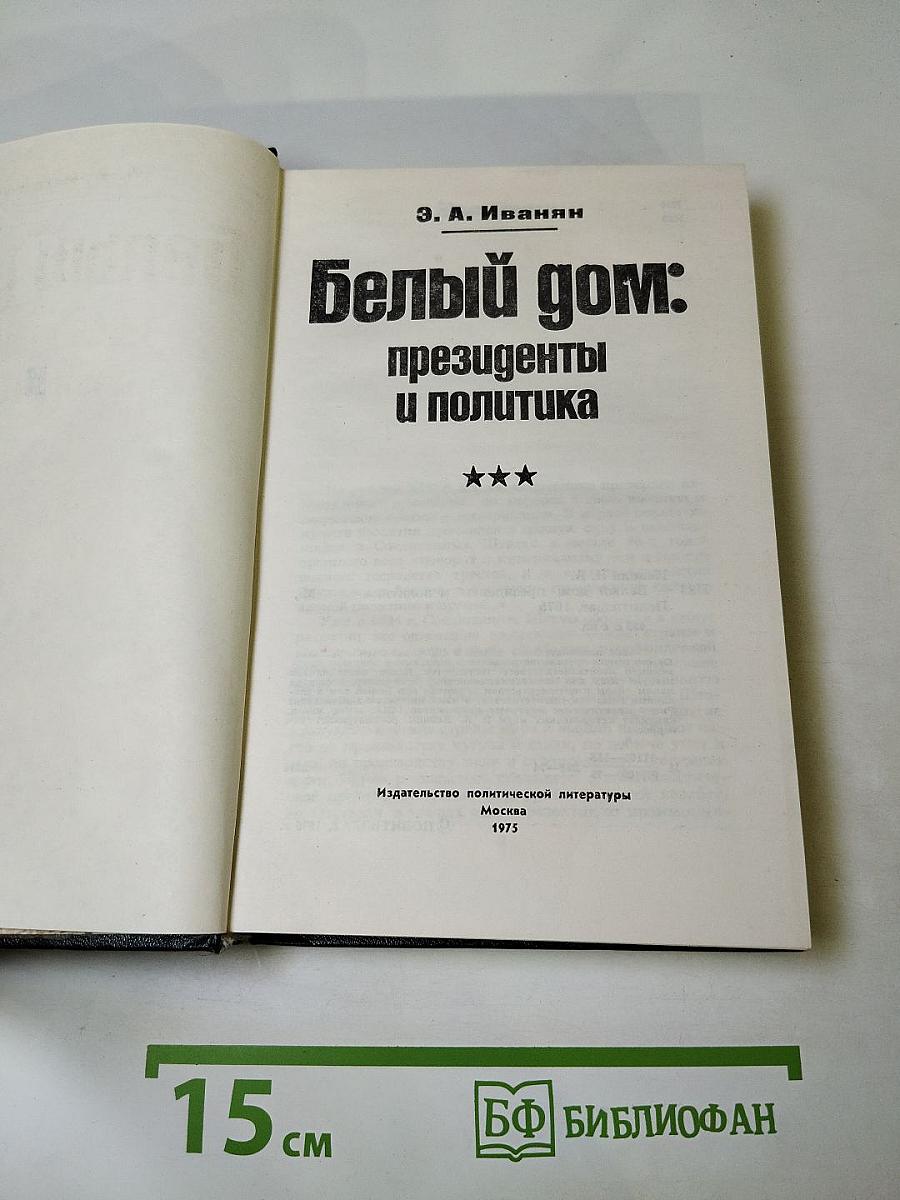 Э. А. Иванян
Белый дом:
президенты
и политика
★★★
Издательство политической литературы
Москва
1975
15 см
БФ БИБЛИОФАН